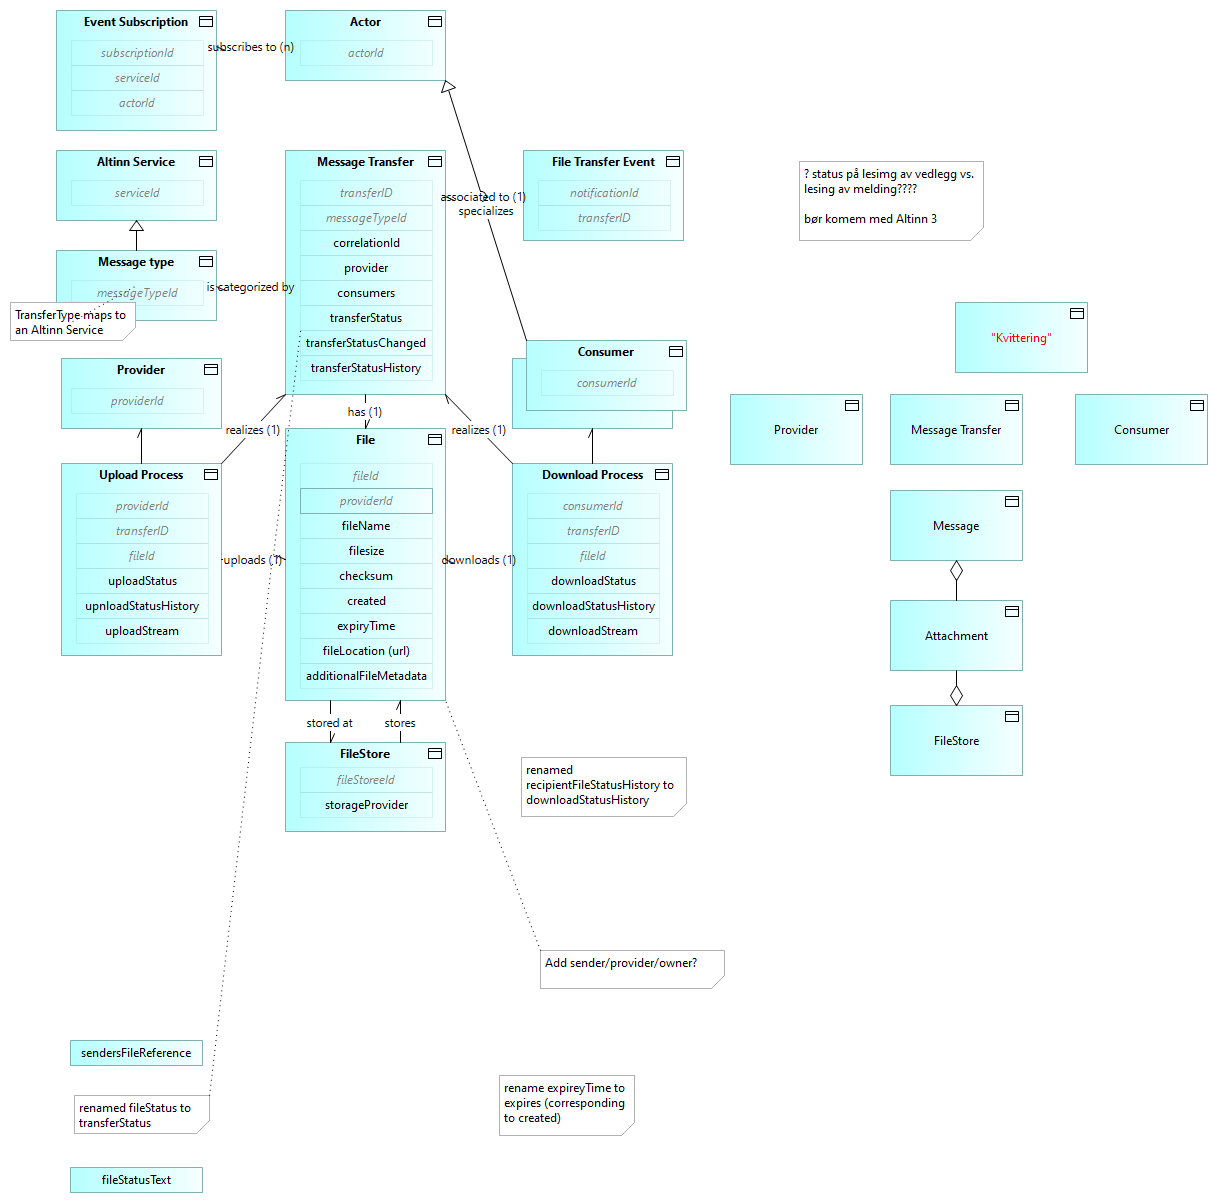 Event Subscription
subscriptionId
serviceId
actorId
subscribes to (n)
Actor
actorId
Altinn Service
serviceId
Message type
messageTypeId
TransferType maps to
an Altinn Service
is categorized by
Message Transfer
transferID
messageTypeId
correlationId
provider
consumers
transferStatus
transferStatusChanged
transferStatusHistory
associated to (1)
specializes
File Transfer Event
notificationId
transferID
? status på lesimg av vedlegg vs.
lesing av melding????
bør komem med Altinn 3
Provider
providerId
realizes (1)
has (1)
realizes (1)
Consumer
consumerId
Upload Process
providerId
transferID
fileId
uploadStatus
upnloadStatusHistory
uploadStream
uploads (1)
File
fileId
providerId
fileName
filesize
checksum
created
expiryTime
fileLocation (url)
additionalFileMetadata
downloads (1)
Download Process
consumerId
transferID
fileId
downloadStatus
downloadStatusHistory
downloadStream
stored at
stores
FileStore
fileStoreeId
storageProvider
renamed
recipientFileStatusHistory to
downloadStatusHistory
Add sender/provider/owner?
sendersFileReference
renamed fileStatus to
transferStatus
fileStatusText
rename expireyTime to
expires (corresponding
to created)
"Kvittering"
Provider
Message Transfer
Consumer
Message
Attachment
FileStore